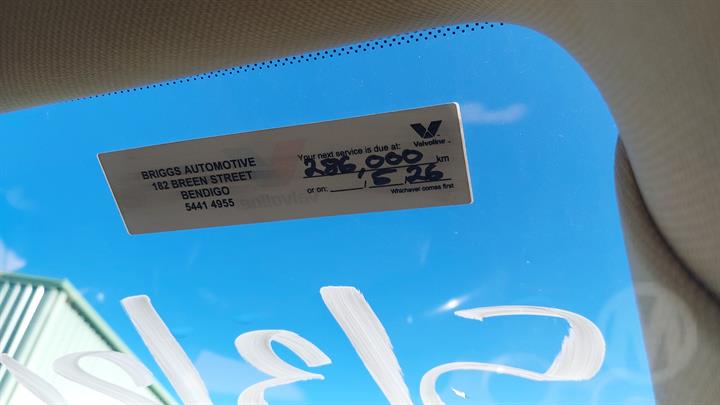 BRIGGS AUTOMOTIVE
182 BREEN STREET
BENDIGO
5441 4955
Valvoline
Your next service is due at:
286,000 km
or on: , 5, 26
Whichever comes first